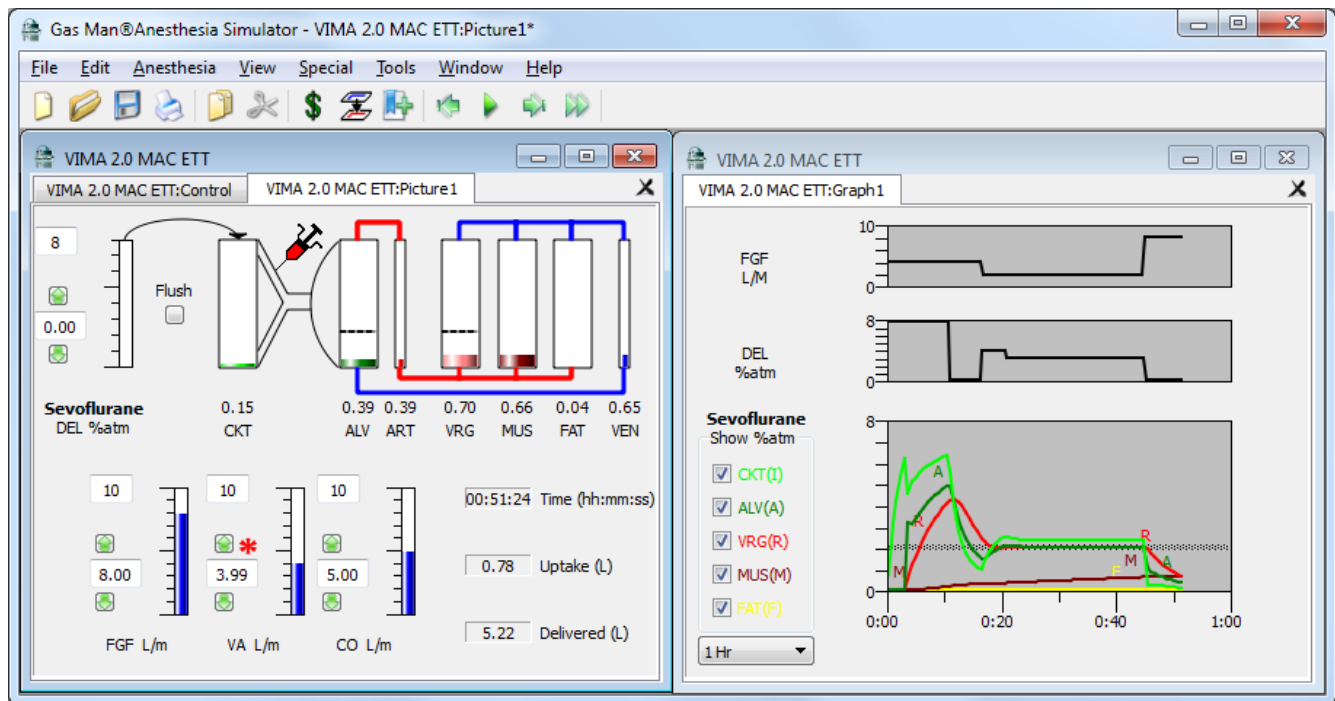 Gas Man®Anesthesia Simulator - VIMA 2.0 MAC ETT:Picture1*
File Edit Anesthesia View Special Tools Window Help
VIMA 2.0 MAC ETT
VIMA 2.0 MAC ETT:Control VIMA 2.0 MAC ETT:Picture1
8
Flush
0.00
Sevoflurane
DEL %atm
0.15 0.39 0.39 0.70 0.66 0.04 0.65
CKT ALV ART VRG MUS FAT VEN
10 10 10
00:51:24 Time (hh:mm:ss)
*
8.00 3.99 5.00
0.78 Uptake (L)
5.22 Delivered (L)
FGF L/m VA L/m CO L/m
VIMA 2.0 MAC ETT
VIMA 2.0 MAC ETT:Graph1
10
FGF
L/M
0
8
DEL
%atm
0
Sevoflurane
Show %atm
CKT(I)
ALV(A)
VRG(R)
MUS(M)
FAT(F)
1 Hr
8
A
R
R
M
M
A
F
0
0:00 0:20 0:40 1:00